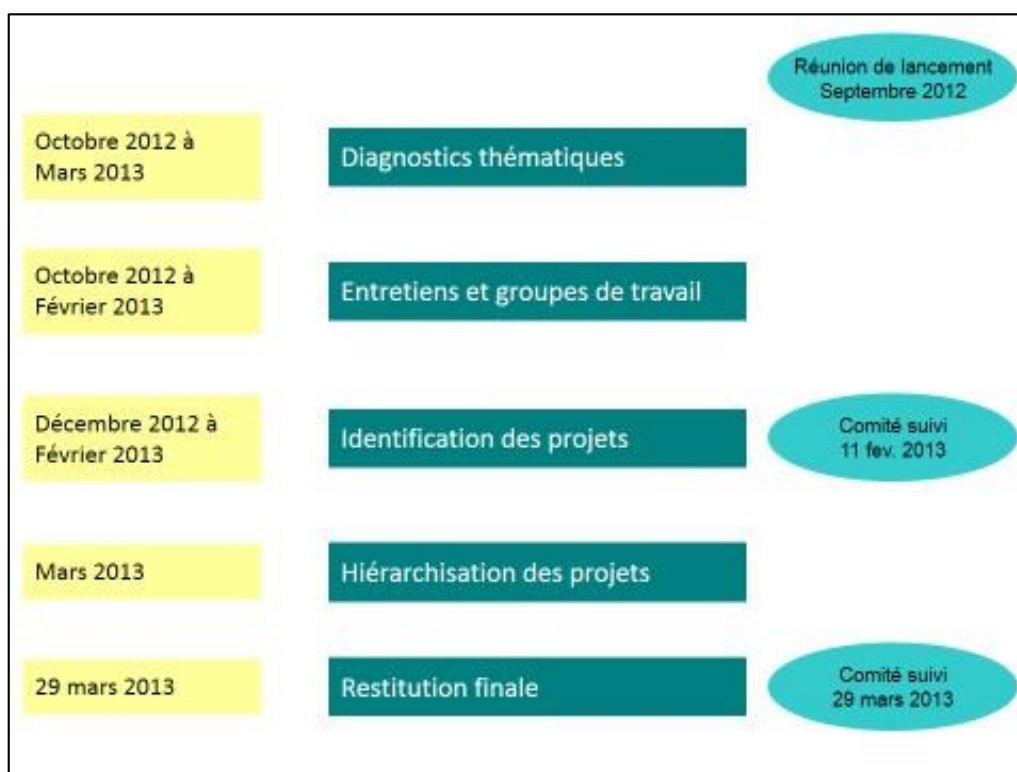 Réunion de lancement
Septembre 2012
Octobre 2012 à
Mars 2013
Diagnostics thématiques
Octobre 2012 à
Février 2013
Entretiens et groupes de travail
Décembre 2012 à
Février 2013
Identification des projets
Comité suivi
11 fev. 2013
Mars 2013
Hiérarchisation des projets
29 mars 2013
Restitution finale
Comité suivi
29 mars 2013